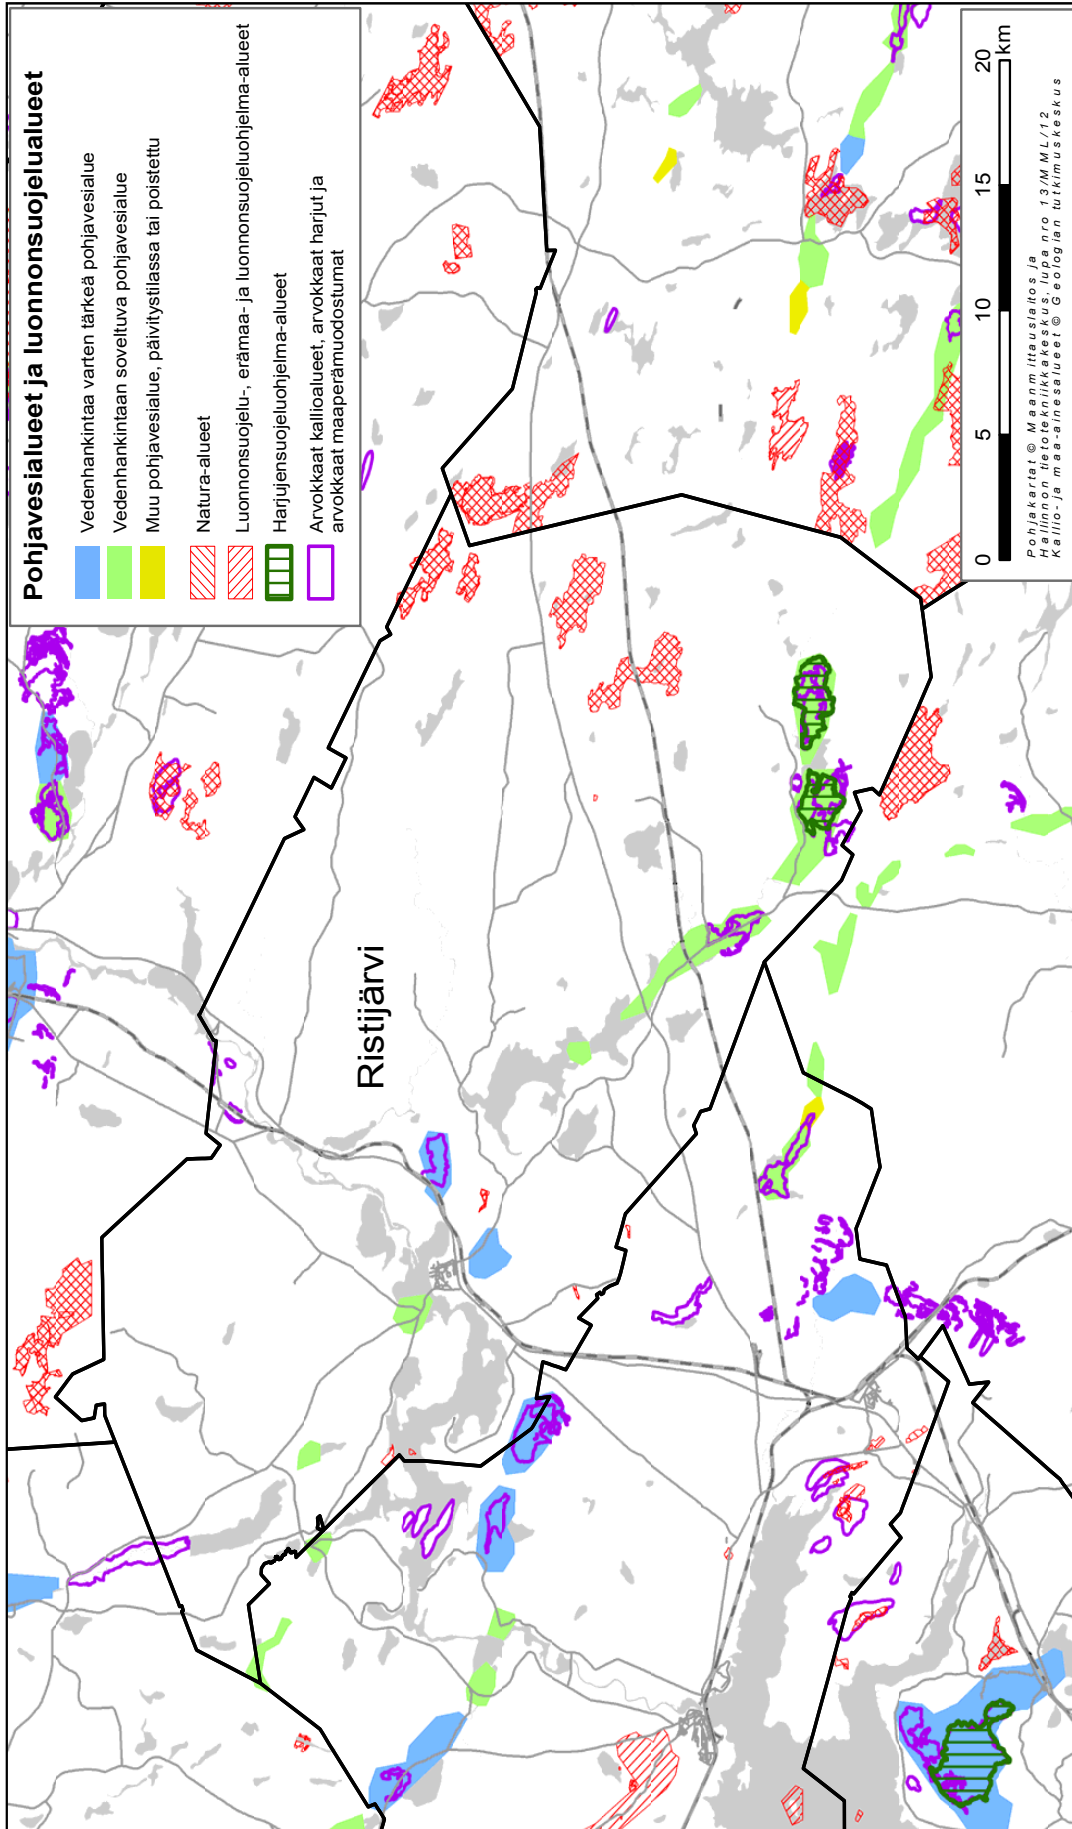 Pohjavesialueet ja luonnonsuojelualueet
Vedenhankintaa varten tärkeä pohjavesialue
Vedenhankintaan soveltuva pohjavesialue
Muu pohjavesialue, päivitystilassa tai poistettu
Natura-alueet
Luonnonsuojelu-, erämaa- ja luonnonsuojeluohjelma-alueet
Harjujensuojeluohjelma-alueet
Arvokkaat kallioalueet, arvokkaat harjut ja
arvokkaat maaperämuodostumat
Ristijärvi
0 5 10 15 20
km
Pohjakartat © Maanmittauslaitos ja
Hallinnon tietotekniikkakeskus, lupa nro 13/MML/12
Kallio- ja maa-ainesalueet © Geologian tutkimuskeskus